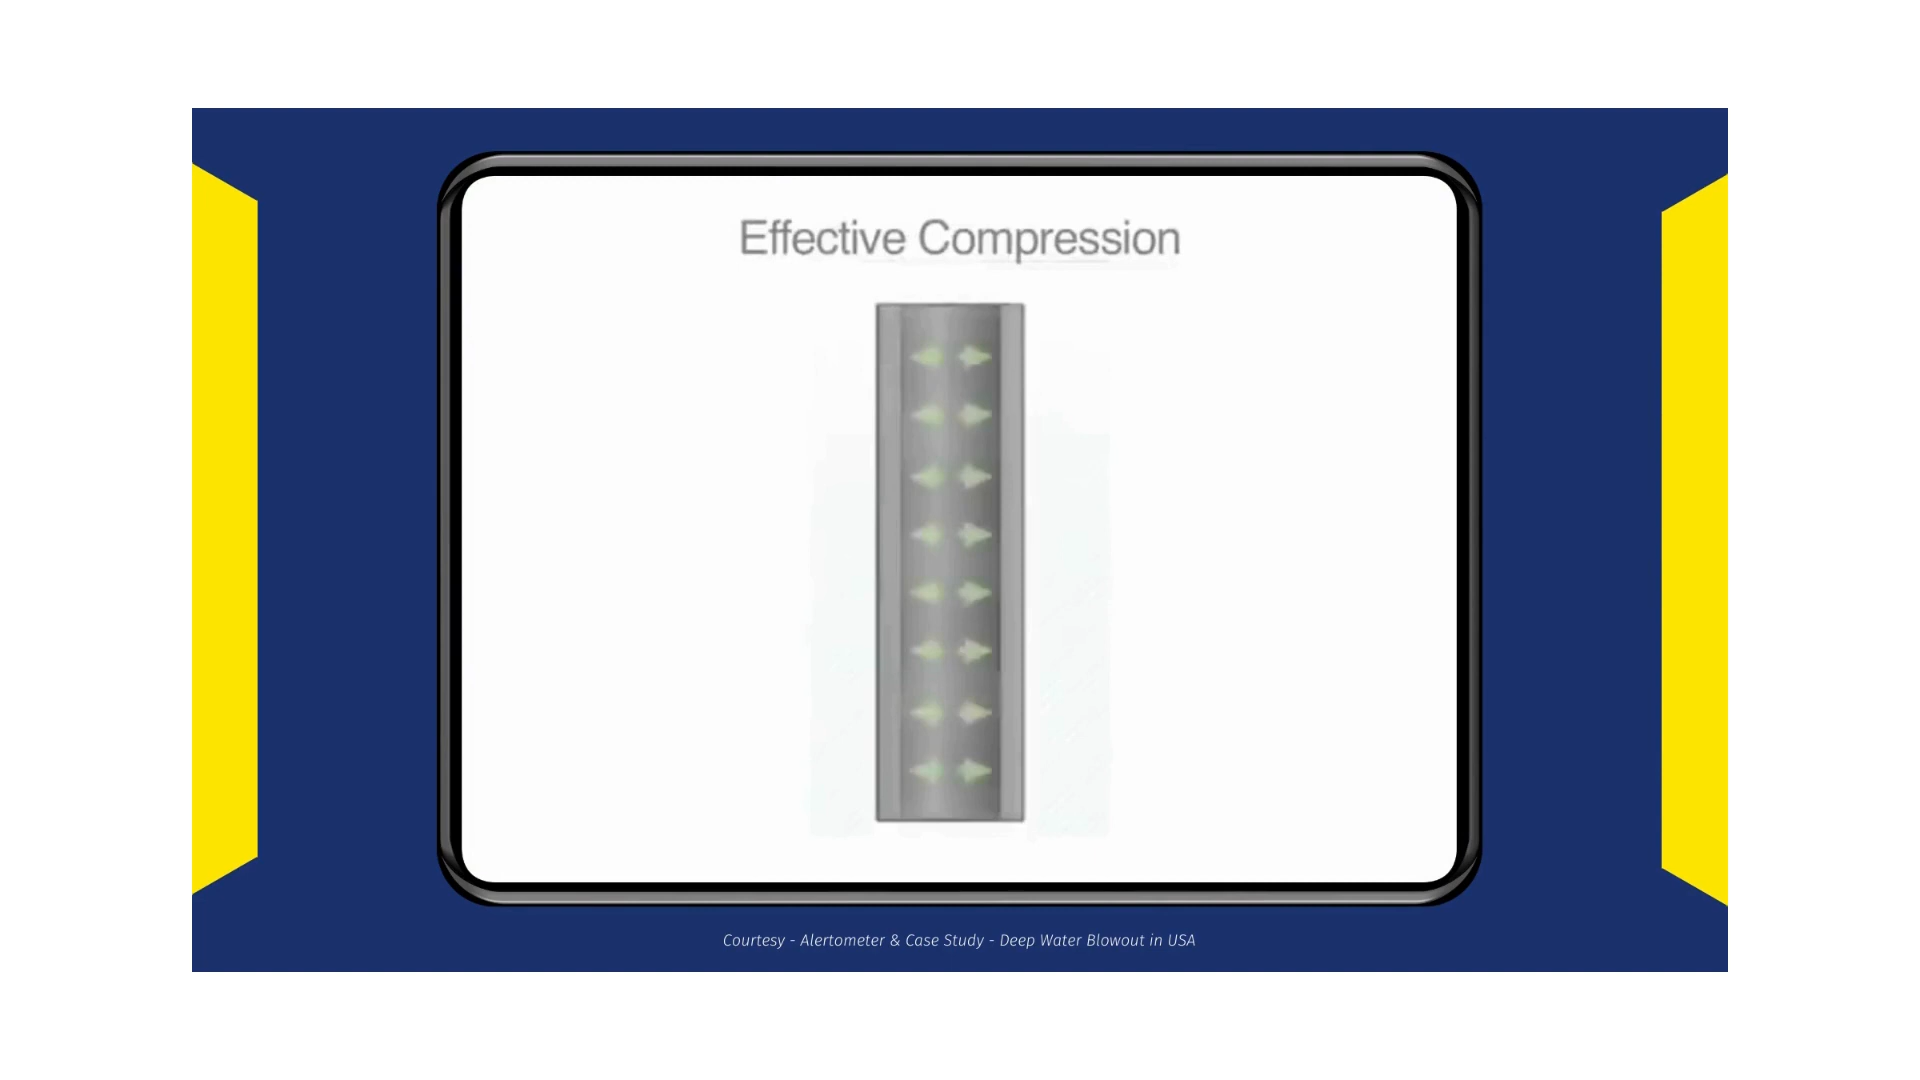 Effective Compression
Courtesy - Alertometer & Case Study - Deep Water Blowout in USA